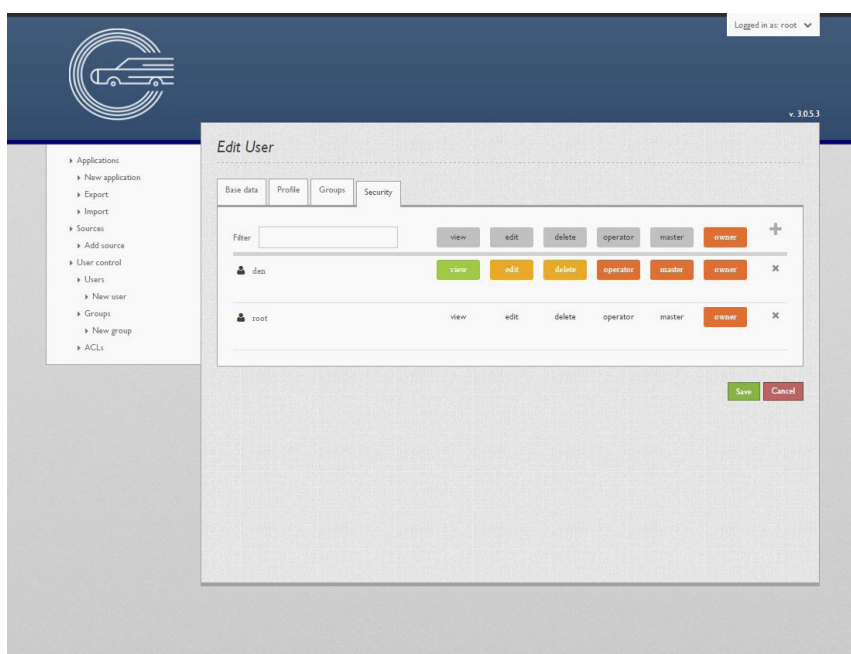 Logged in as: root
v. 3.0.5.3
Applications
New application
Export
Import
Sources
Add source
User control
Users
New user
Groups
New group
ACLs
Edit User
Base data Profile Groups Security
Filter view edit delete operator master owner
den view edit delete operator master owner
root view edit delete operator master owner
Save Cancel